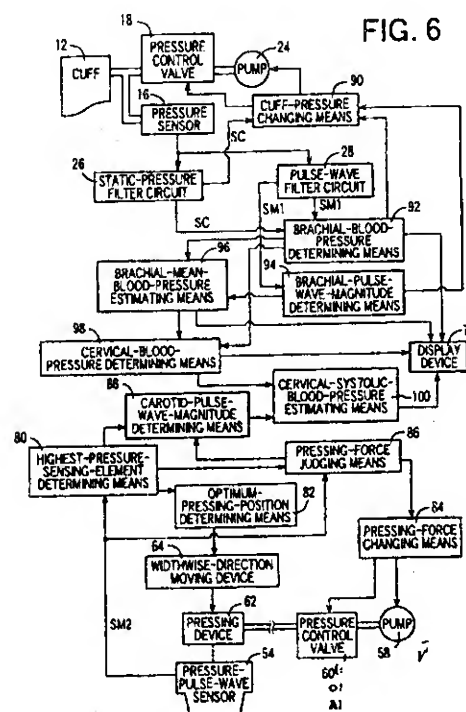 FIG. 6
12
CUFF
18
PRESSURE
CONTROL
VALVE
24
PUMP
16
PRESSURE
SENSOR
90
CUFF-PRESSURE
CHANGING MEANS
SC
26
STATIC-PRESSURE
FILTER CIRCUIT
28
PULSE-WAVE
FILTER CIRCUIT
SC
SM1
SM1
92
BRACHIAL-BLOOD-
PRESSURE
DETERMINING MEANS
96
BRACHIAL-MEAN-
BLOOD-PRESSURE
ESTIMATING MEANS
94
BRACHIAL-PULSE-
WAVE-MAGNITUDE
DETERMINING MEANS
98
CERVICAL-BLOOD-
PRESSURE DETERMINING MEANS
DISPLAY
DEVICE
88
CAROTID-PULSE-
WAVE-MAGNITUDE
DETERMINING MEANS
CERVICAL-SYSTOLIC-
BLOOD-PRESSURE
ESTIMATING MEANS
100
80
HIGHEST-PRESSURE-
SENSING-ELEMENT
DETERMINING MEANS
86
PRESSING-FORCE
JUDGING MEANS
OPTIMUM-
PRESSING-POSITION
DETERMINING MEANS
82
84
PRESSING-FORCE
CHANGING MEANS
64
WIDTHWISE-DIRECTION
MOVING DEVICE
SM2
62
PRESSING
DEVICE
PRESSURE
CONTROL
VALVE
60
PUMP
58
54
PRESSURE-
PULSE-WAVE
SENSOR